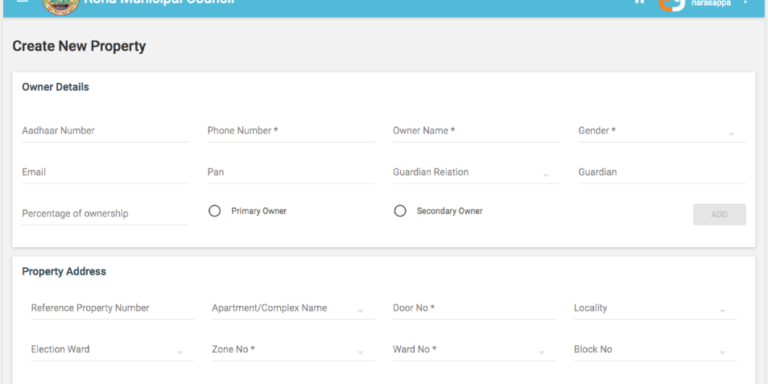 Municipal Council
narasappa
Create New Property
Owner Details
Aadhaar Number Phone Number * Owner Name * Gender *
Email Pan Guardian Relation Guardian
Percentage of ownership Primary Owner Secondary Owner ADD
Property Address
Reference Property Number Apartment/Complex Name Door No * Locality
Election Ward Zone No * Ward No * Block No